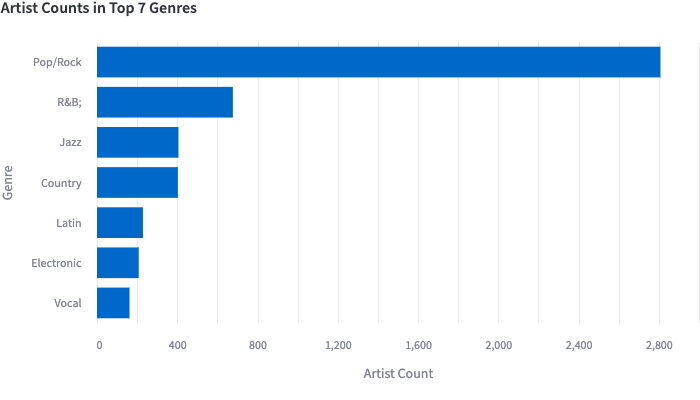 Artist Counts in Top 7 Genres
Genre
Pop/Rock
R&B;
Jazz
Country
Latin
Electronic
Vocal
0 400 800 1,200 1,600 2,000 2,400 2,800
Artist Count